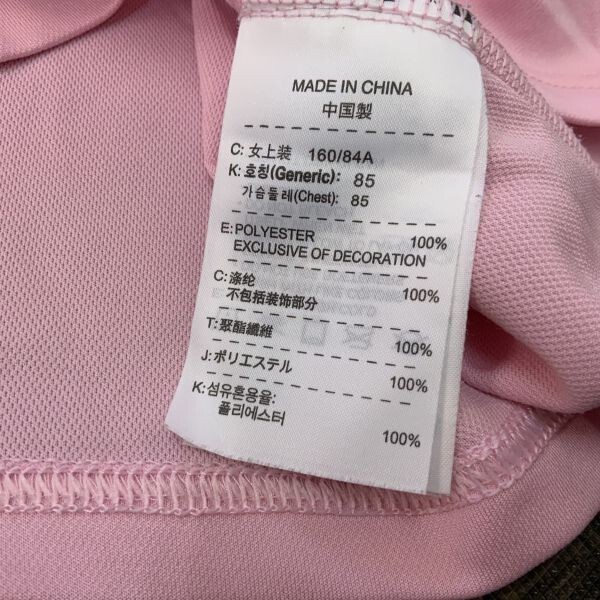 MADE IN CHINA
中国製
C: 女上装 160/84A
K: 호칭(Generic): 85
가슴둘레(Chest): 85
E: POLYESTER 100%
EXCLUSIVE OF DECORATION
C: 涤纶 100%
不包括装饰部分
T: 聚酯纖維 100%
J: ポリエステル 100%
K: 섬유혼용율:
폴리에스터 100%